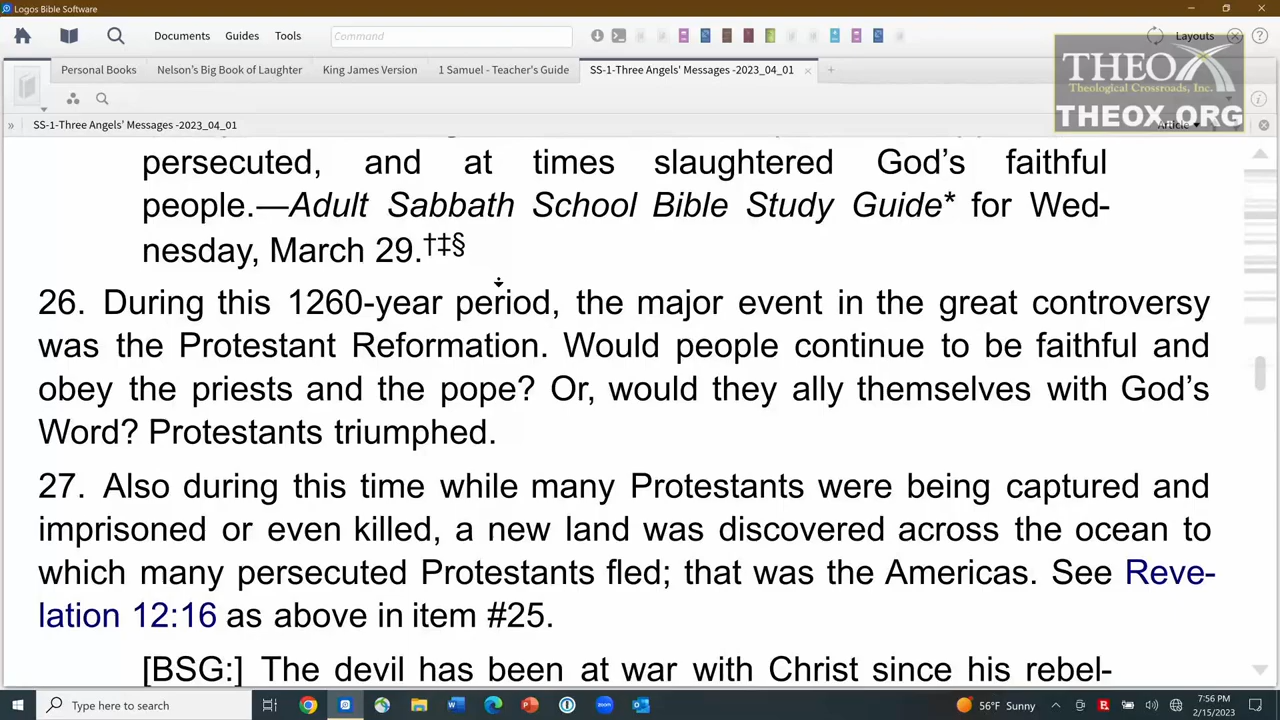 Logos Bible Software
Documents Guides Tools Command Layouts
Personal Books Nelson's Big Book of Laughter King James Versi 1 Samuel - Teacher's Guide SS-1-Three Angels' Messages -2023_04_01
THEOX
Theological Crossroads, Inc.
THEOX.ORG
SS-1-Three Angels' Messages -2023_04_01 Article
persecuted, and at times slaughtered God's faithful
people.—Adult Sabbath School Bible Study Guide* for Wed-
nesday, March 29.†‡§
26. During this 1260-year period, the major event in the great controversy
was the Protestant Reformation. Would people continue to be faithful and
obey the priests and the pope? Or, would they ally themselves with God's
Word? Protestants triumphed.
27. Also during this time while many Protestants were being captured and
imprisoned or even killed, a new land was discovered across the ocean to
which many persecuted Protestants fled; that was the Americas. See Reve-
lation 12:16 as above in item #25.
[BSG:] The devil has been at war with Christ since his rebel-
Type here to search 56°F Sunny 7:56 PM
2/15/2023